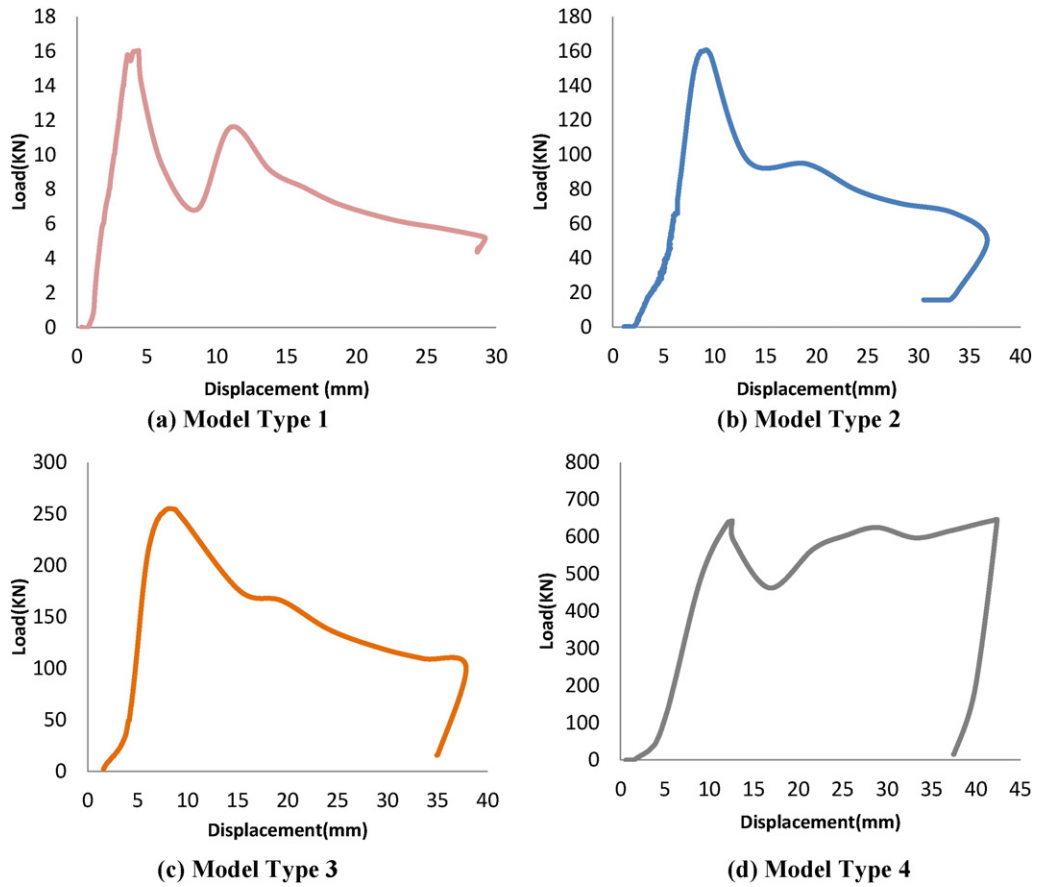 18
16
14
12
10
8
6
4
2
0
Load(KN)
0 5 10 15 20 25 30
Displacement (mm)
(a) Model Type 1
180
160
140
120
100
80
60
40
20
0
Load(KN)
0 5 10 15 20 25 30 35 40
Displacement(mm)
(b) Model Type 2
300
250
200
150
100
50
0
Load(KN)
0 5 10 15 20 25 30 35 40
Displacement(mm)
(c) Model Type 3
800
700
600
500
400
300
200
100
0
Load(KN)
0 5 10 15 20 25 30 35 40 45
Displacement(mm)
(d) Model Type 4